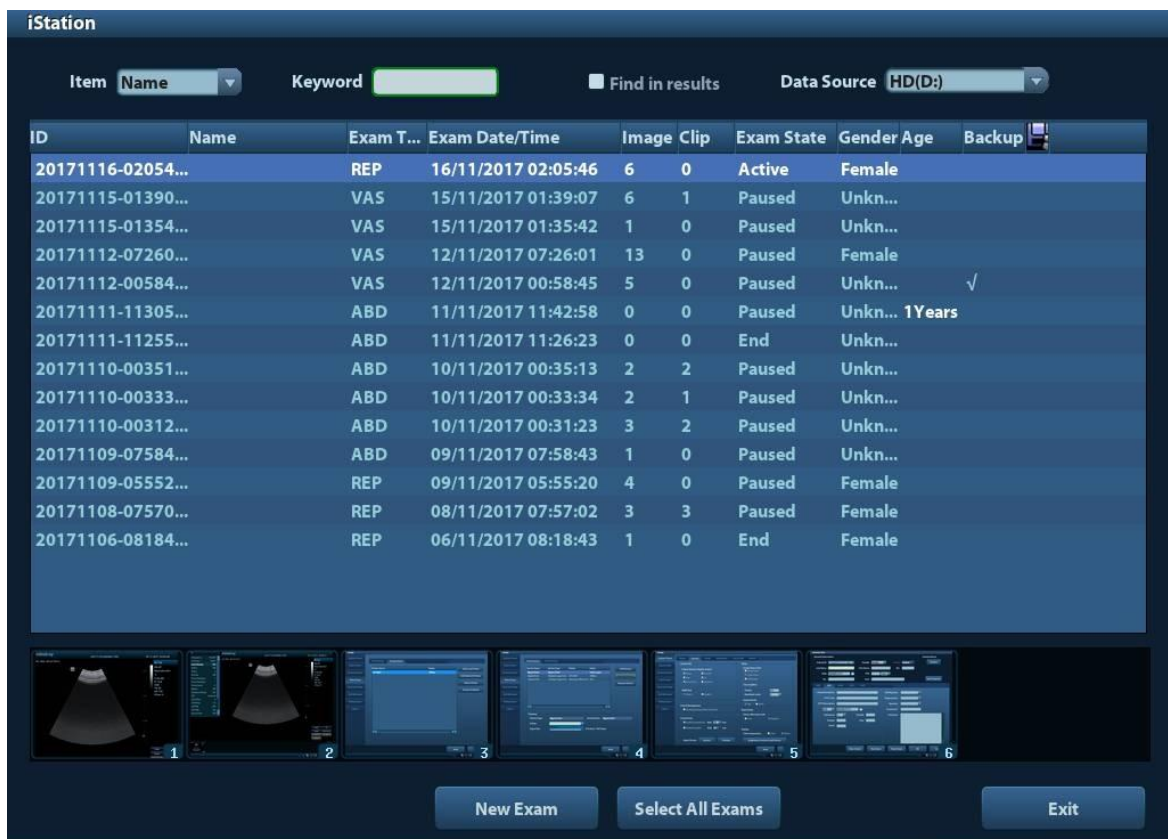 iStation
Item Name Keyword Find in results Data Source HD(D:)
ID Name Exam T... Exam Date/Time Image Clip Exam State Gender Age Backup
20171116-02054... REP 16/11/2017 02:05:46 6 0 Active Female
20171115-01390... VAS 15/11/2017 01:39:07 6 1 Paused Unkn...
20171115-01354... VAS 15/11/2017 01:35:42 1 0 Paused Unkn...
20171112-07260... VAS 12/11/2017 07:26:01 13 0 Paused Female
20171112-00584... VAS 12/11/2017 00:58:45 5 0 Paused Unkn... √
20171111-11305... ABD 11/11/2017 11:42:58 0 0 Paused Unkn... 1Years
20171111-11255... ABD 11/11/2017 11:26:23 0 0 End Unkn...
20171110-00351... ABD 10/11/2017 00:35:13 2 2 Paused Unkn...
20171110-00333... ABD 10/11/2017 00:33:34 2 1 Paused Unkn...
20171110-00312... ABD 10/11/2017 00:31:23 3 2 Paused Unkn...
20171109-07584... ABD 09/11/2017 07:58:43 1 0 Paused Unkn...
20171109-05552... REP 09/11/2017 05:55:20 4 0 Paused Female
20171108-07570... REP 08/11/2017 07:57:02 3 3 Paused Female
20171106-08184... REP 06/11/2017 08:18:43 1 0 End Female
1 2 3 4 5 6
New Exam Select All Exams Exit